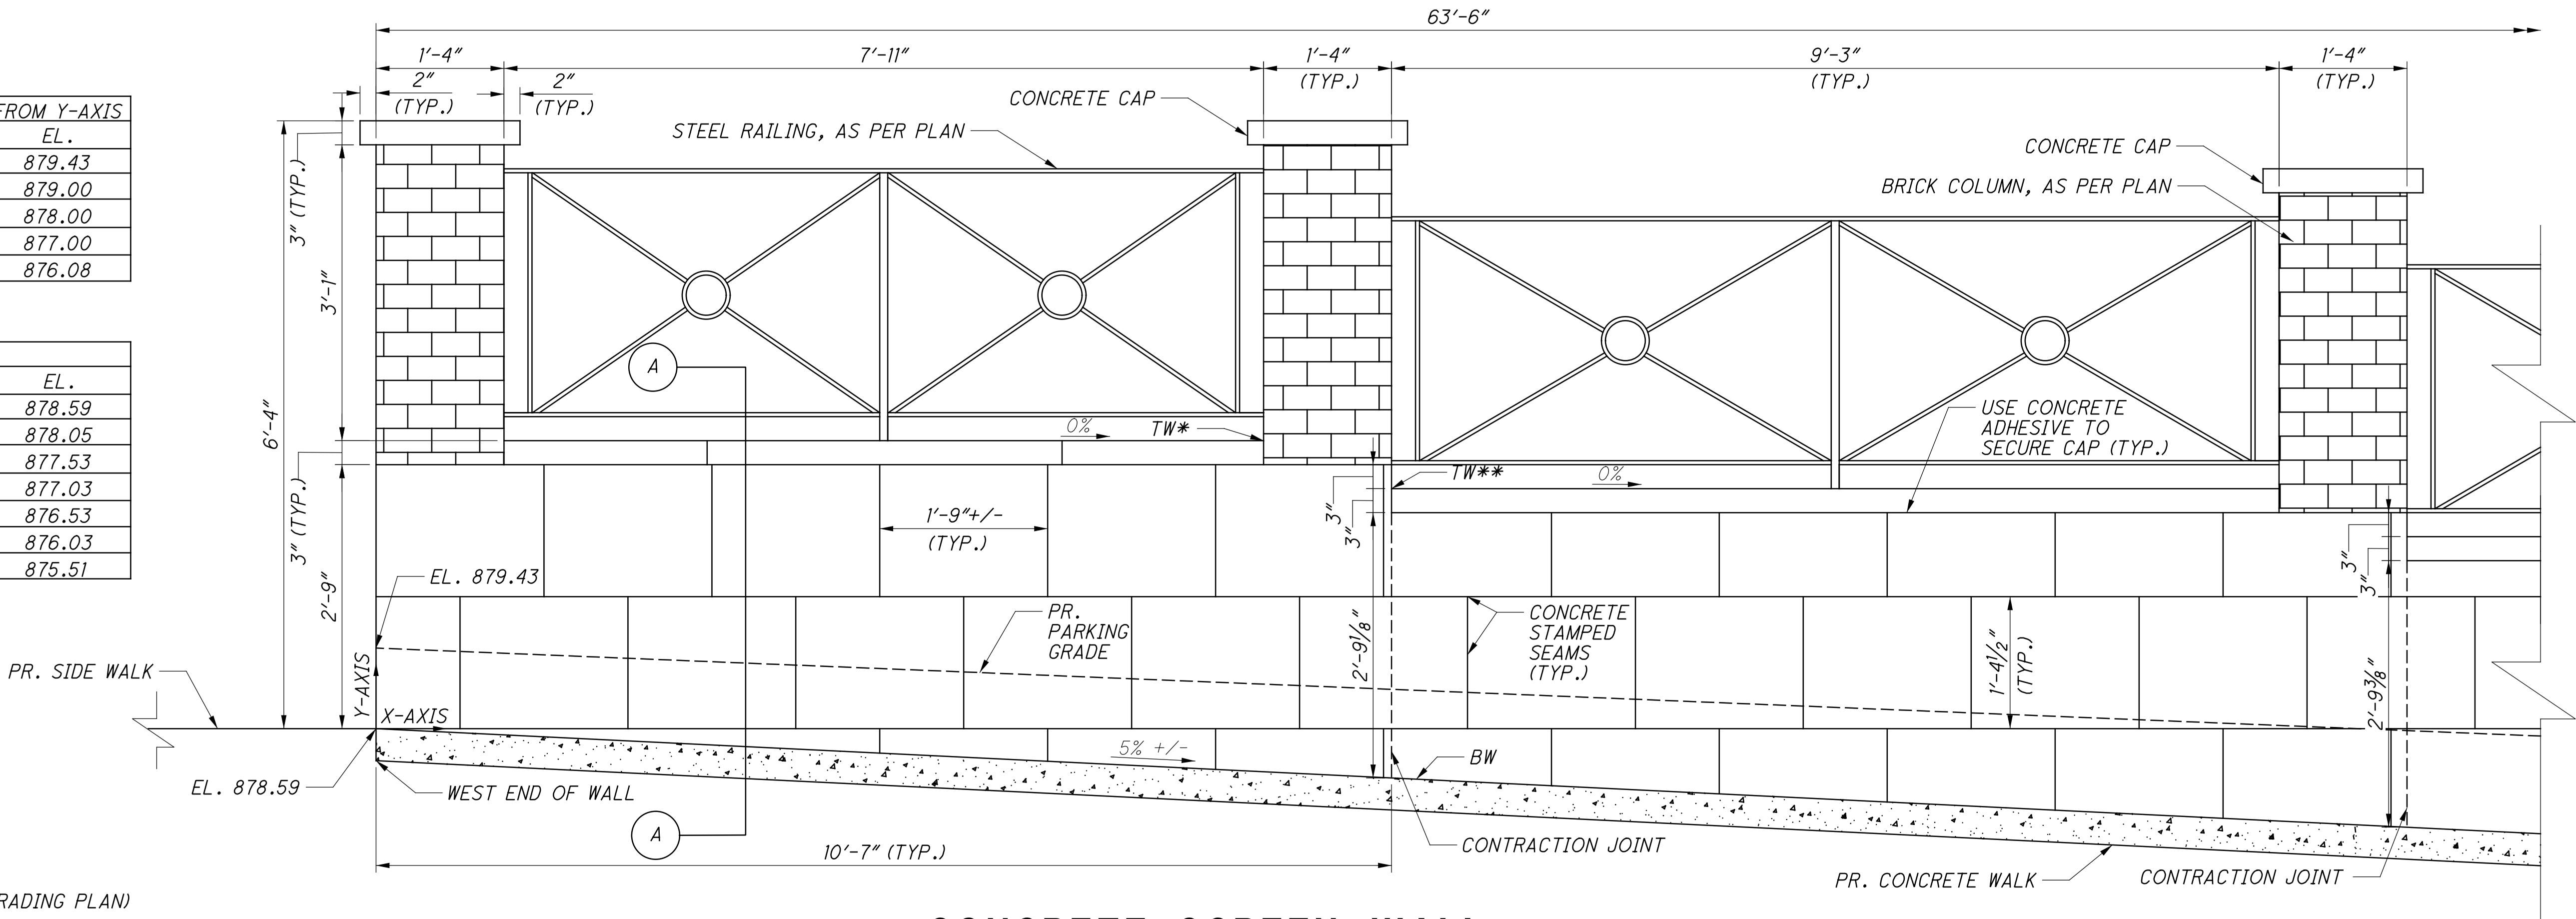 63'-6"
1'-4"
7'-11"
1'-4"
(TYP.)
9'-3"
(TYP.)
1'-4"
(TYP.)
2"
(TYP.)
2"
(TYP.)
FROM Y-AXIS
EL.
879.43
879.00
878.00
877.00
876.08
EL.
878.59
878.05
877.53
877.03
876.53
876.03
875.51
CONCRETE CAP
STEEL RAILING, AS PER PLAN
CONCRETE CAP
BRICK COLUMN, AS PER PLAN
3" (TYP.)
3'-1"
6'-4"
3" (TYP.)
2'-9"
A
0%
TW*
TW**
0%
USE CONCRETE
ADHESIVE TO
SECURE CAP (TYP.)
1'-9"+/-
(TYP.)
3"
3"
3"
3"
EL. 879.43
PR.
PARKING
GRADE
2'-9⅛"
CONCRETE
STAMPED
SEAMS
(TYP.)
1'-4½"
(TYP.)
2'-9⅜"
PR. SIDE WALK
Y-AXIS
X-AXIS
5% +/-
BW
EL. 878.59
WEST END OF WALL
A
10'-7" (TYP.)
CONTRACTION JOINT
PR. CONCRETE WALK
CONTRACTION JOINT
RADING PLAN)
CONCRETE SCREEN WALL